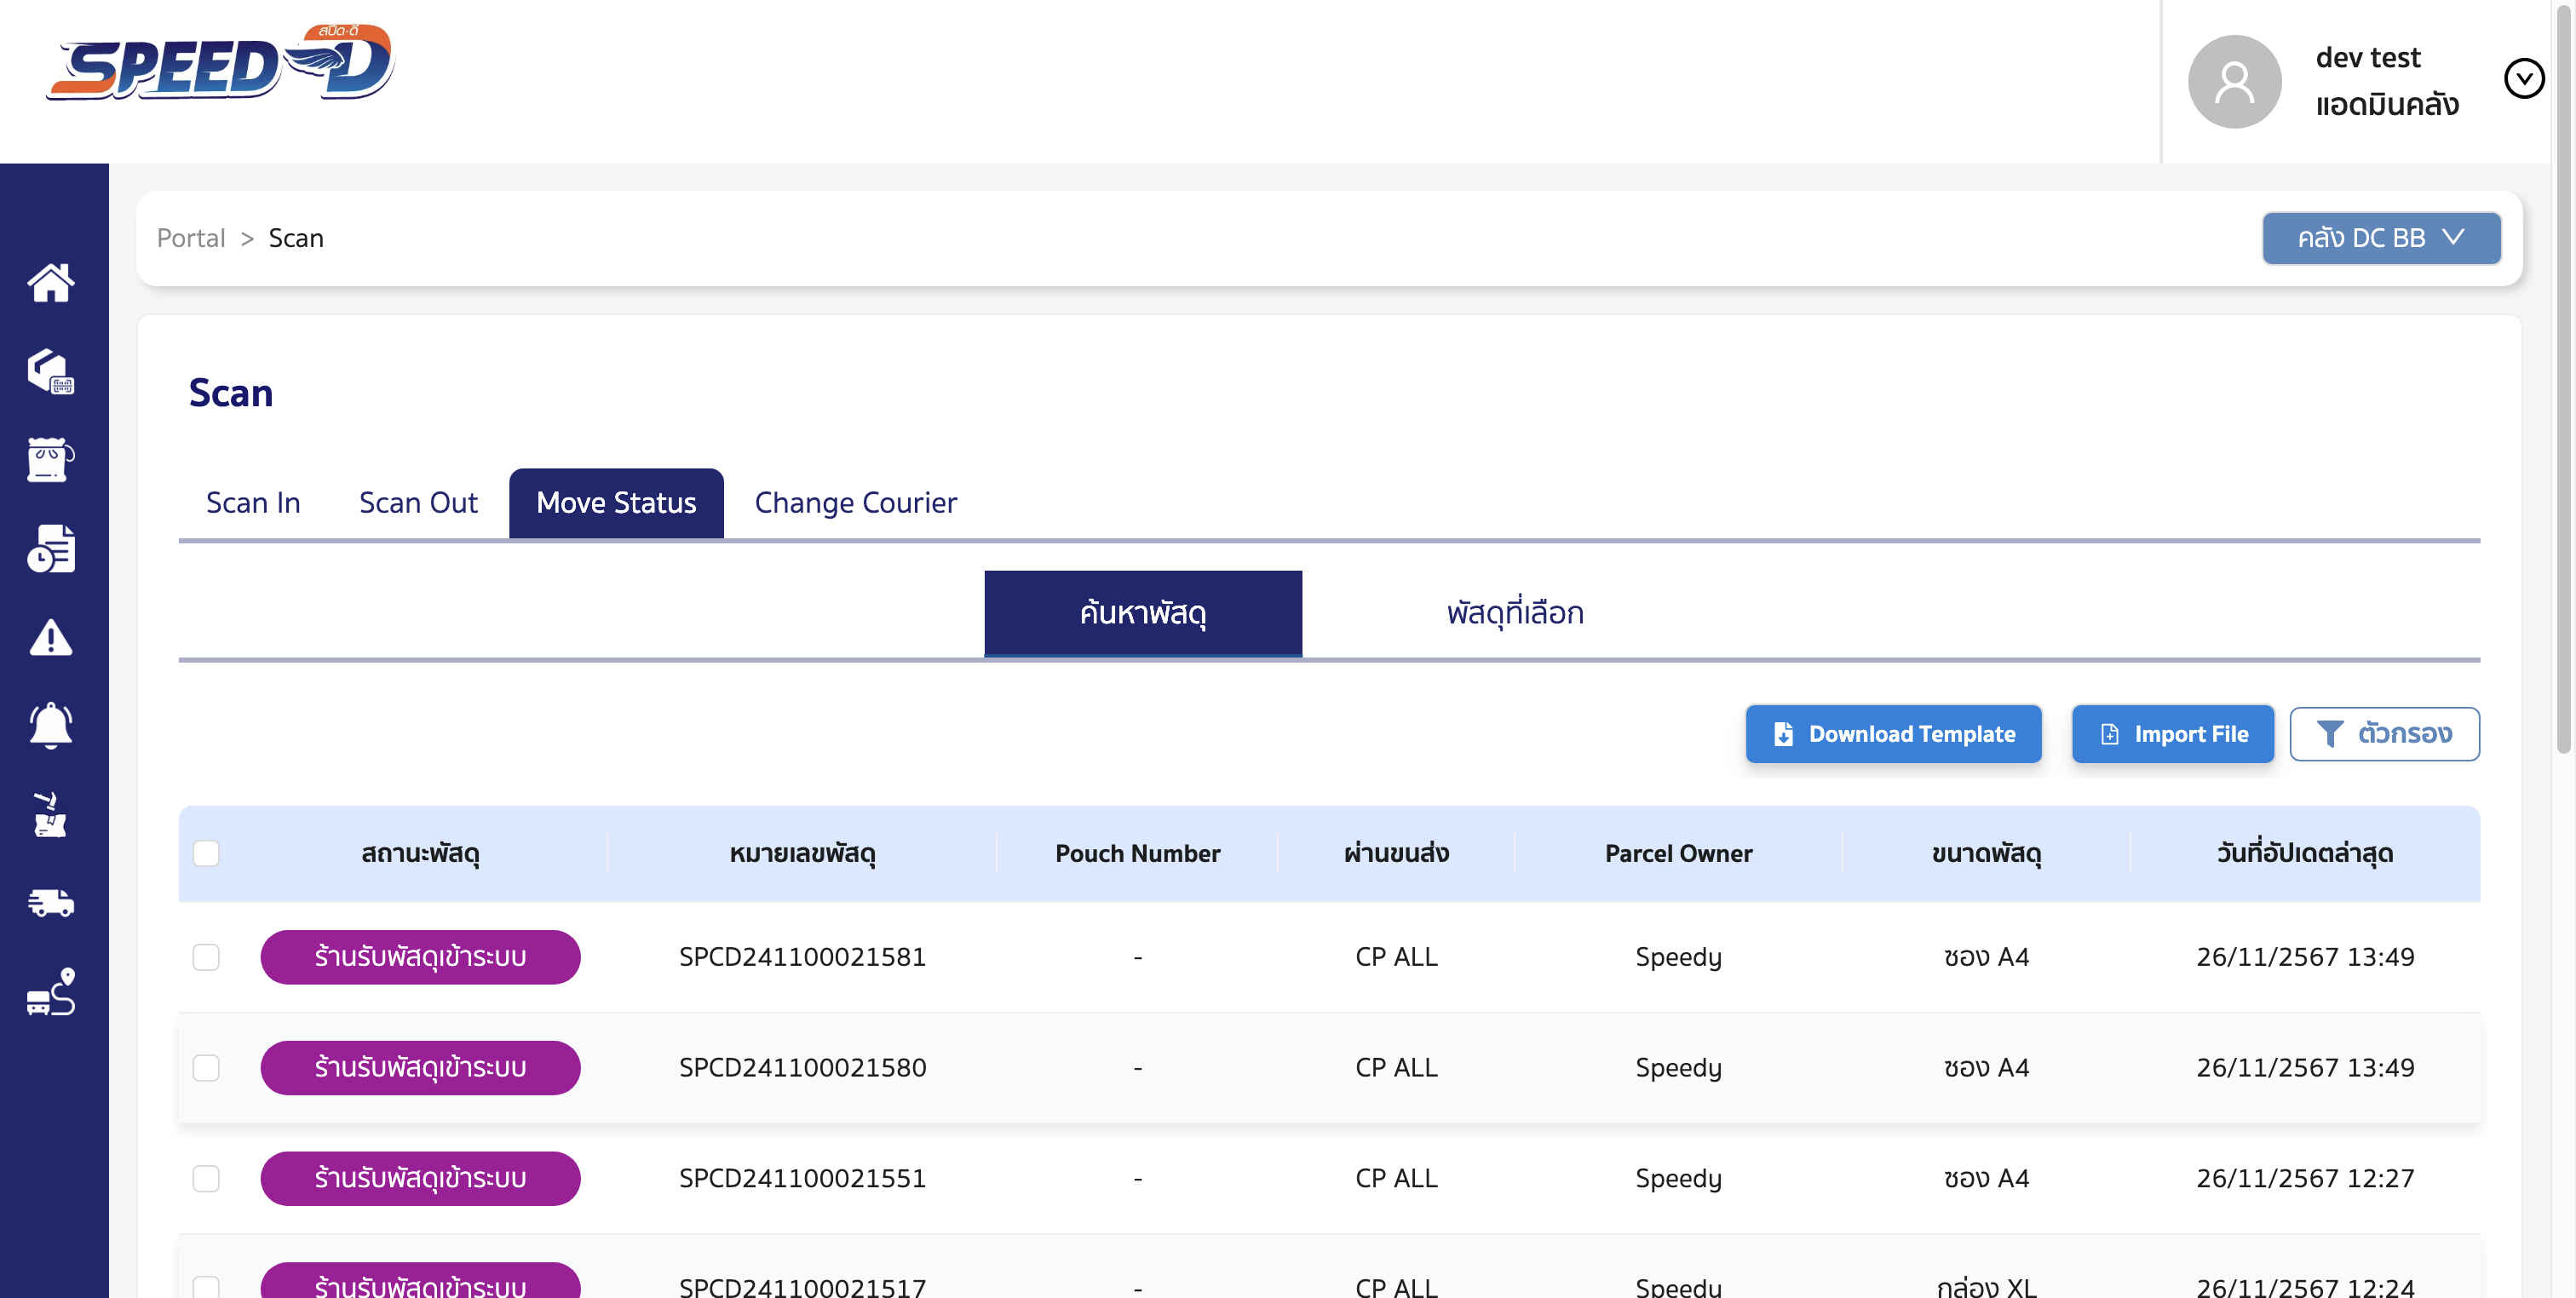 สปีด-ดี
SPEED-D
dev test
แอดมินคลัง
Portal > Scan
คลัง DC BB
Scan
Scan In Scan Out Move Status Change Courier
ค้นหาพัสดุ พัสดุที่เลือก
Download Template Import File ตัวกรอง
สถานะพัสดุ หมายเลขพัสดุ Pouch Number ผ่านขนส่ง Parcel Owner ขนาดพัสดุ วันที่อัปเดตล่าสุด
ร้านรับพัสดุเข้าระบบ SPCD241100021581 - CP ALL Speedy ซอง A4 26/11/2567 13:49
ร้านรับพัสดุเข้าระบบ SPCD241100021580 - CP ALL Speedy ซอง A4 26/11/2567 13:49
ร้านรับพัสดุเข้าระบบ SPCD241100021551 - CP ALL Speedy ซอง A4 26/11/2567 12:27
ร้านรับพัสดุเข้าระบบ SPCD241100021517 - CP ALL Speedy กล่อง XL 26/11/2567 12:24